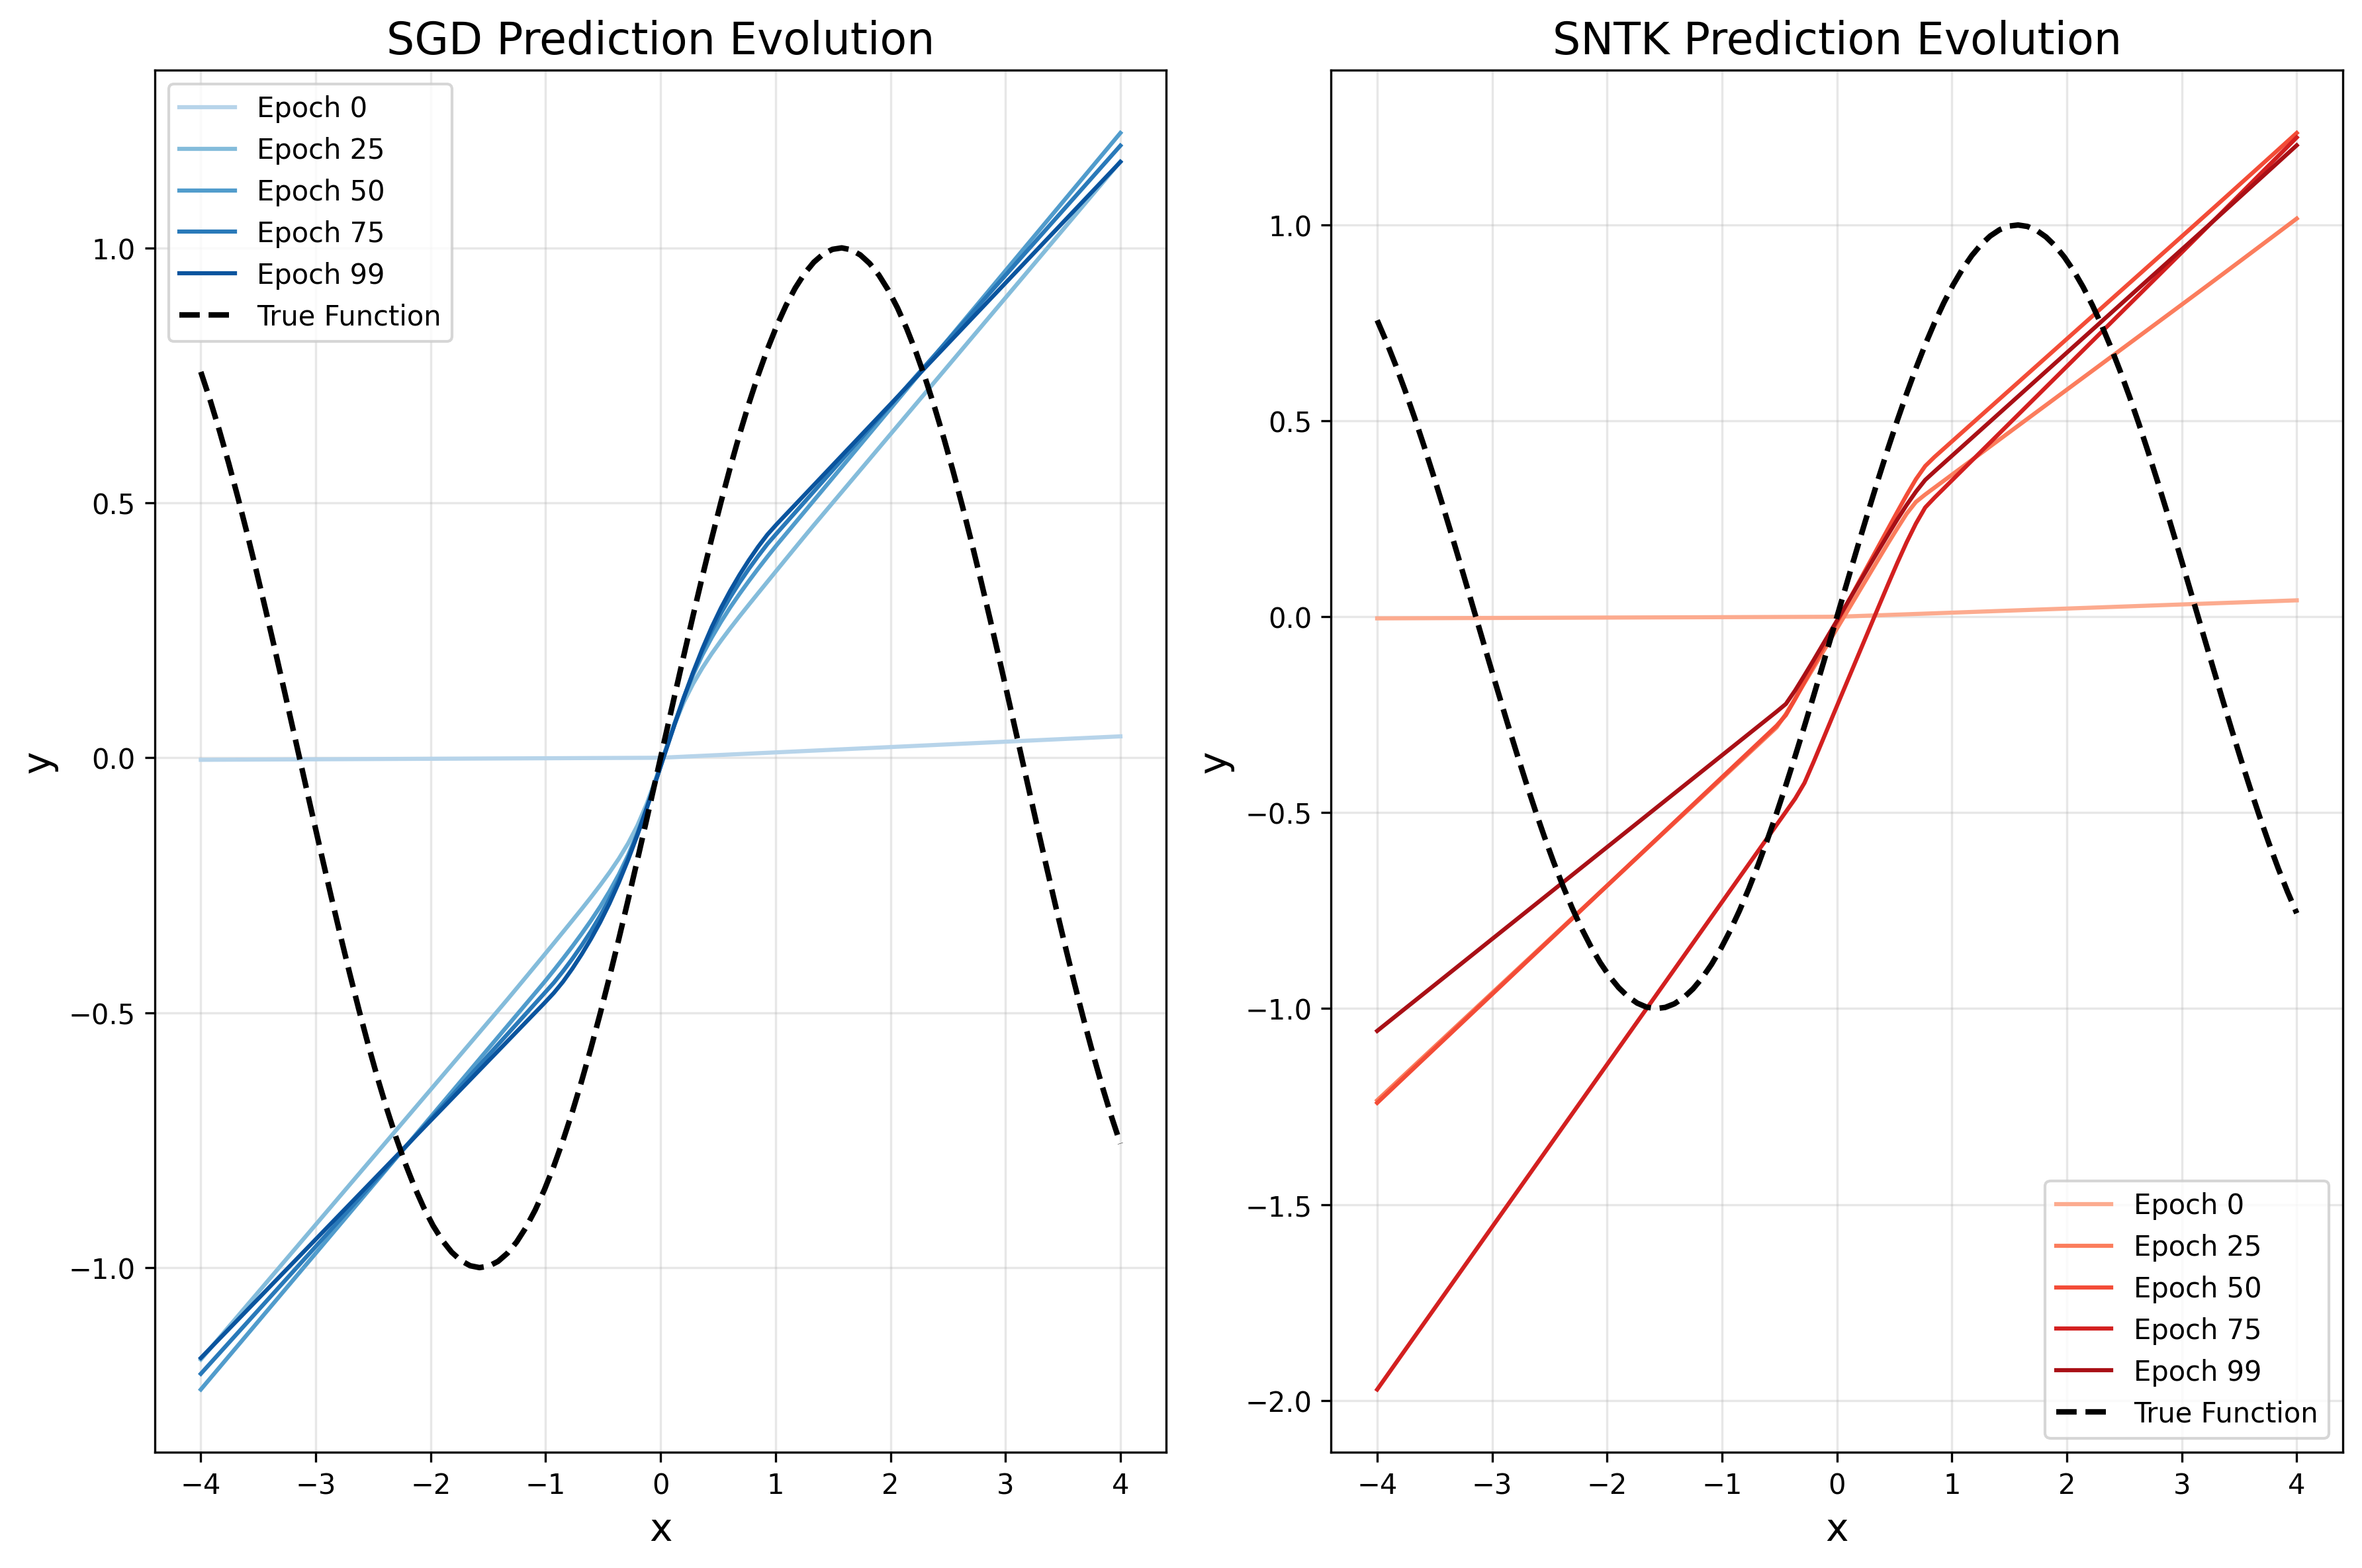 SGD Prediction Evolution
Epoch 0
Epoch 25
Epoch 50
Epoch 75
Epoch 99
True Function
1.0
0.5
0.0
−0.5
−1.0
y
−4 −3 −2 −1 0 1 2 3 4
x
SNTK Prediction Evolution
1.0
0.5
0.0
−0.5
−1.0
−1.5
−2.0
y
Epoch 0
Epoch 25
Epoch 50
Epoch 75
Epoch 99
True Function
−4 −3 −2 −1 0 1 2 3 4
x